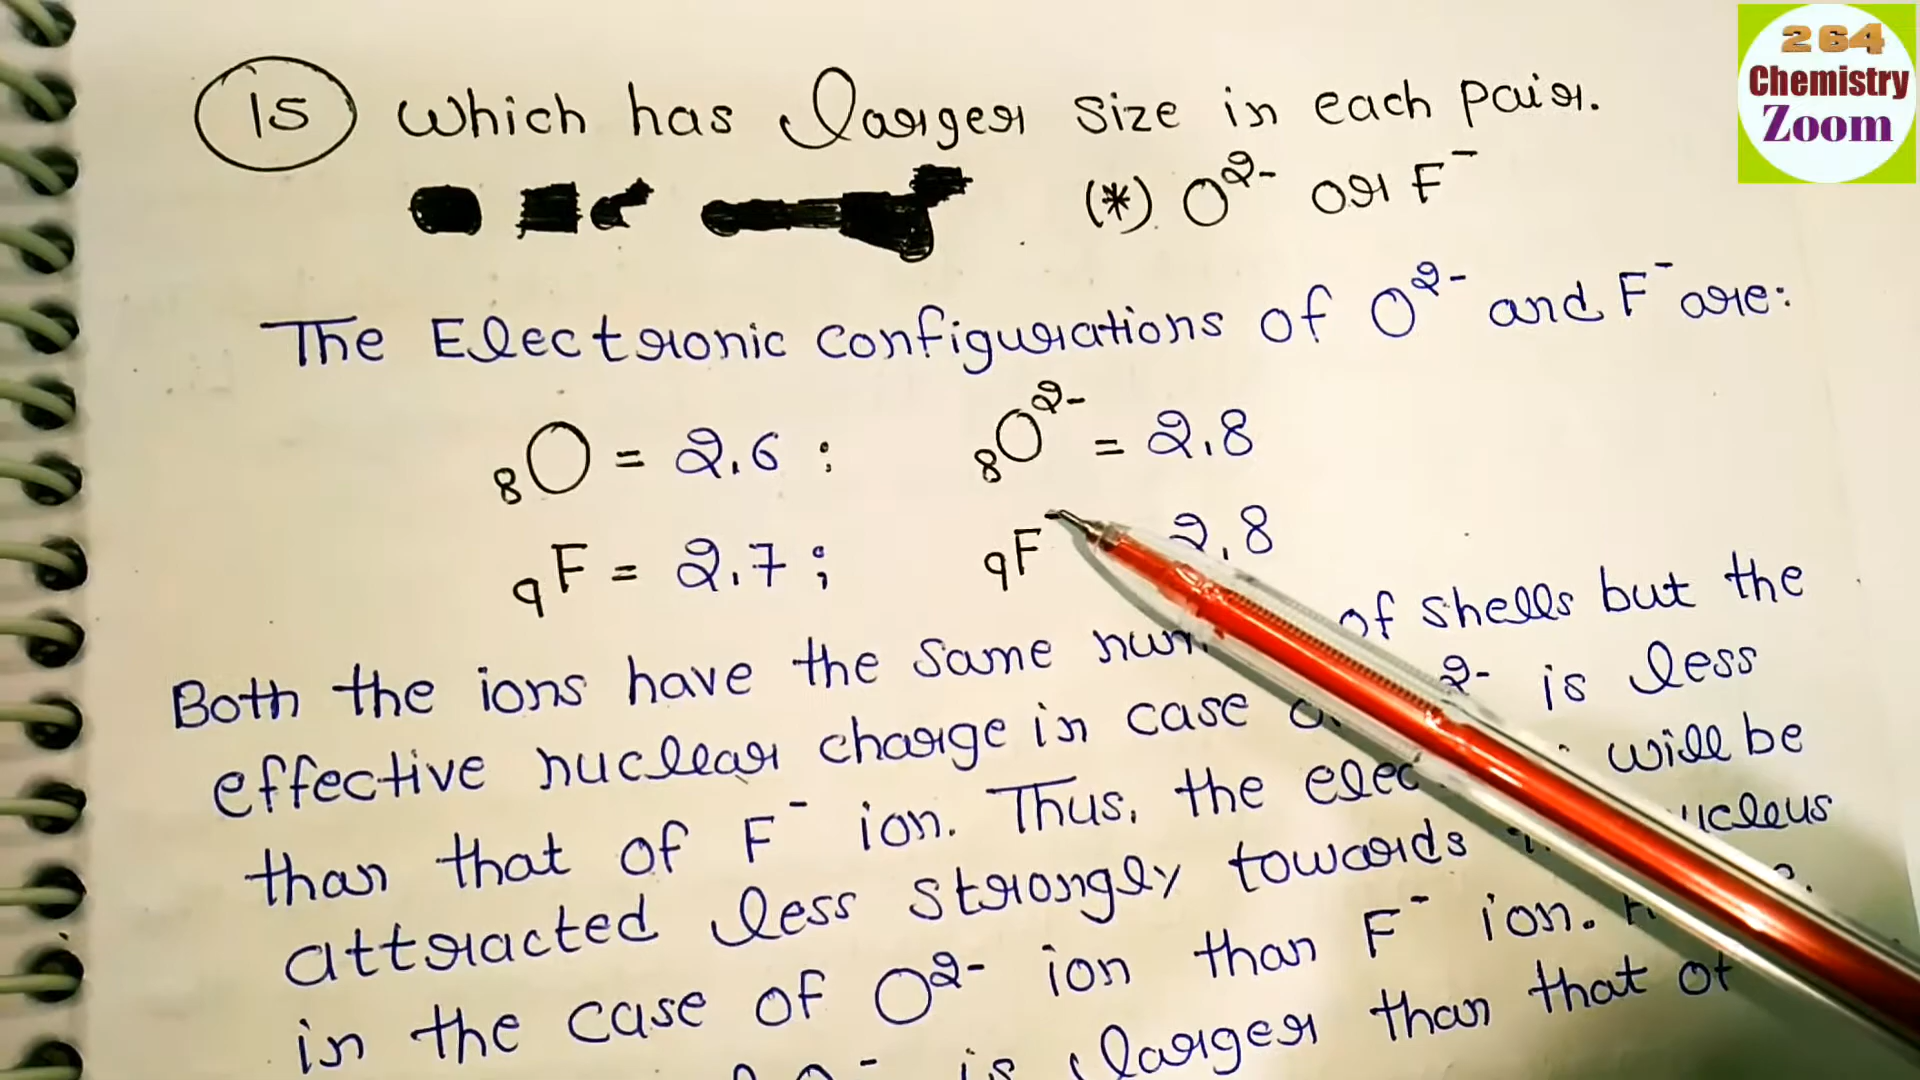 15 Which has larger size in each pair.
(*) O²⁻ or F⁻
The Electronic configurations of O²⁻ and F⁻ are:
₈O = 2.6 : ₈O²⁻ = 2.8
₉F = 2.7 ; ₉F 2.8
Both the ions have the same of shells but the
effective nuclear charge in case 2- is less
than that of F⁻ ion. Thus, the will be
attracted less strongly towards
in the case of O²⁻ ion than F⁻ ion.
is larger than that of
264
Chemistry
Zoom